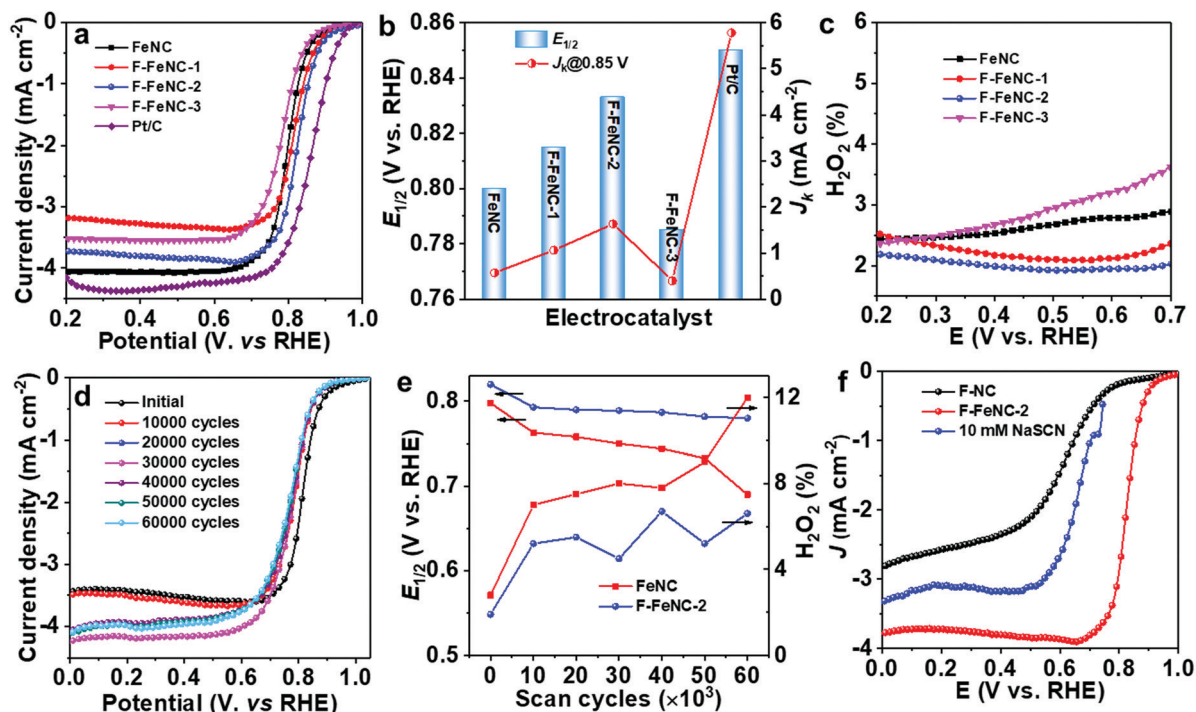 a
FeNC
F-FeNC-1
F-FeNC-2
F-FeNC-3
Pt/C
0
-1
-2
-3
-4
0.2 0.4 0.6 0.8 1.0
Current density (mA cm⁻²)
Potential (V. vs RHE)
b
E1/2
Jk@0.85 V
0.86
0.84
0.82
0.80
0.78
0.76
6
5
4
3
2
1
0
FeNC
F-FeNC-1
F-FeNC-2
F-FeNC-3
Pt/C
E1/2 (V vs. RHE)
Jk (mA cm⁻²)
Electrocatalyst
c
FeNC
F-FeNC-1
F-FeNC-2
F-FeNC-3
5
4
3
2
0.2 0.3 0.4 0.5 0.6 0.7
H2O2 (%)
E (V vs. RHE)
d
Initial
10000 cycles
20000 cycles
30000 cycles
40000 cycles
50000 cycles
60000 cycles
0
-1
-2
-3
-4
0.0 0.2 0.4 0.6 0.8 1.0
Current density (mA cm⁻²)
Potential (V. vs RHE)
e
0.8
0.7
0.6
0.5
12
8
4
0
FeNC
F-FeNC-2
0 10 20 30 40 50 60
E1/2 (V vs. RHE)
H2O2 (%)
Scan cycles (×10³)
f
F-NC
F-FeNC-2
10 mM NaSCN
0
-1
-2
-3
-4
0.0 0.2 0.4 0.6 0.8 1.0
J (mA cm⁻²)
E (V vs. RHE)